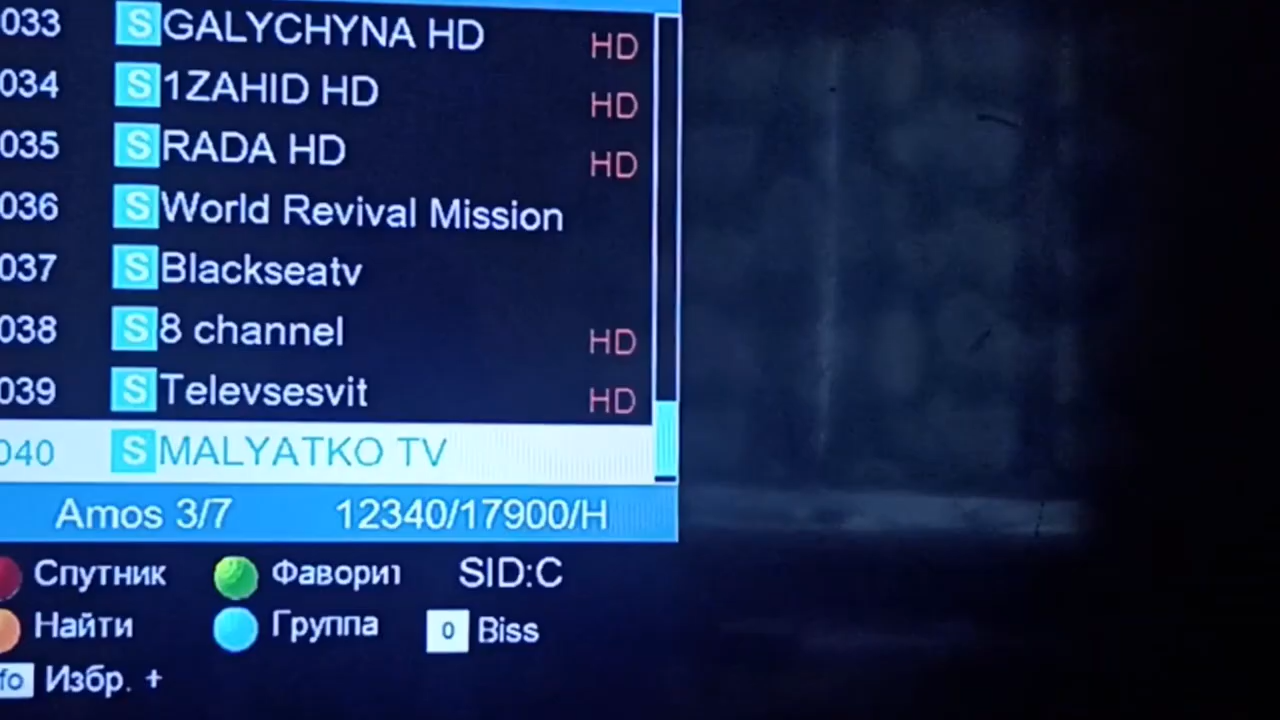 033 S GALYCHYNA HD HD
034 S 1ZAHID HD HD
035 S RADA HD HD
036 S World Revival Mission
037 S Blackseatv
038 S 8 channel HD
039 S Televsesvit HD
040 S MALYATKO TV
Amos 3/7 12340/17900/H
Спутник Фаворит SID:C
Найти Группа 0 Biss
fo Избр. +